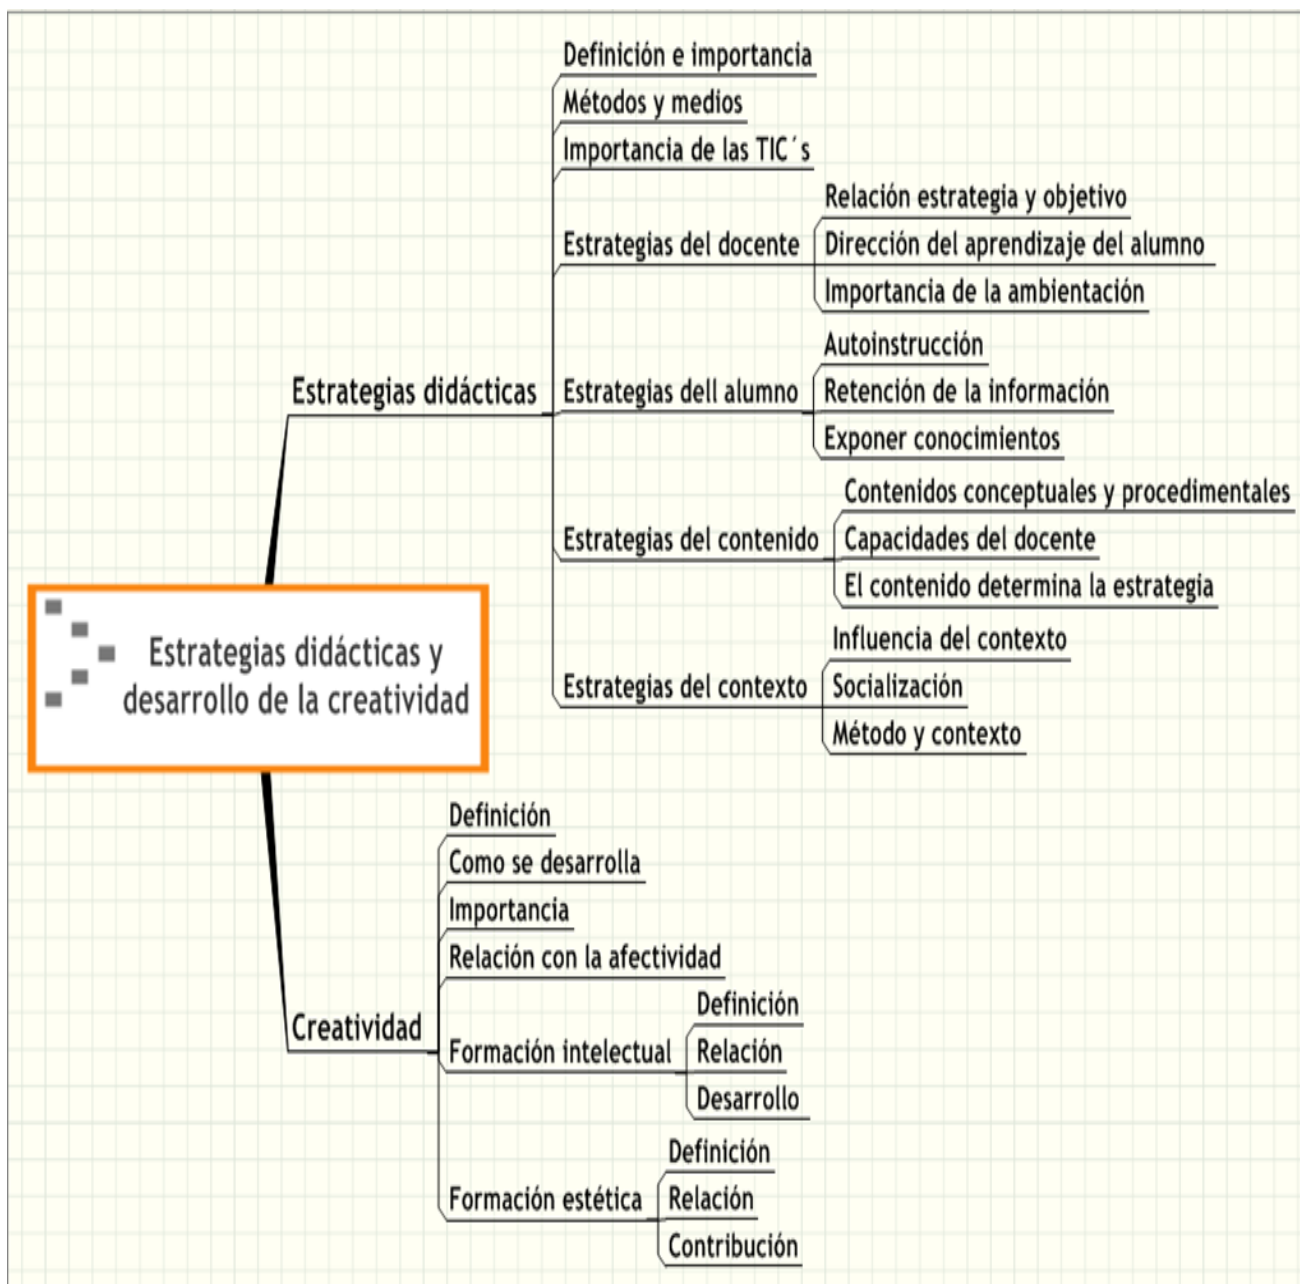 Definición e importancia
Métodos y medios
Importancia de las TIC´s
Relación estrategia y objetivo
Estrategias del docente
Dirección del aprendizaje del alumno
Importancia de la ambientación
Autoinstrucción
Estrategias didácticas
Estrategias dell alumno
Retención de la información
Exponer conocimientos
Contenidos conceptuales y procedimentales
Estrategias del contenido
Capacidades del docente
El contenido determina la estrategia
Estrategias didácticas y
desarrollo de la creatividad
Influencia del contexto
Estrategias del contexto
Socialización
Método y contexto
Definición
Como se desarrolla
Importancia
Relación con la afectividad
Creatividad
Definición
Formación intelectual
Relación
Desarrollo
Definición
Formación estética
Relación
Contribución